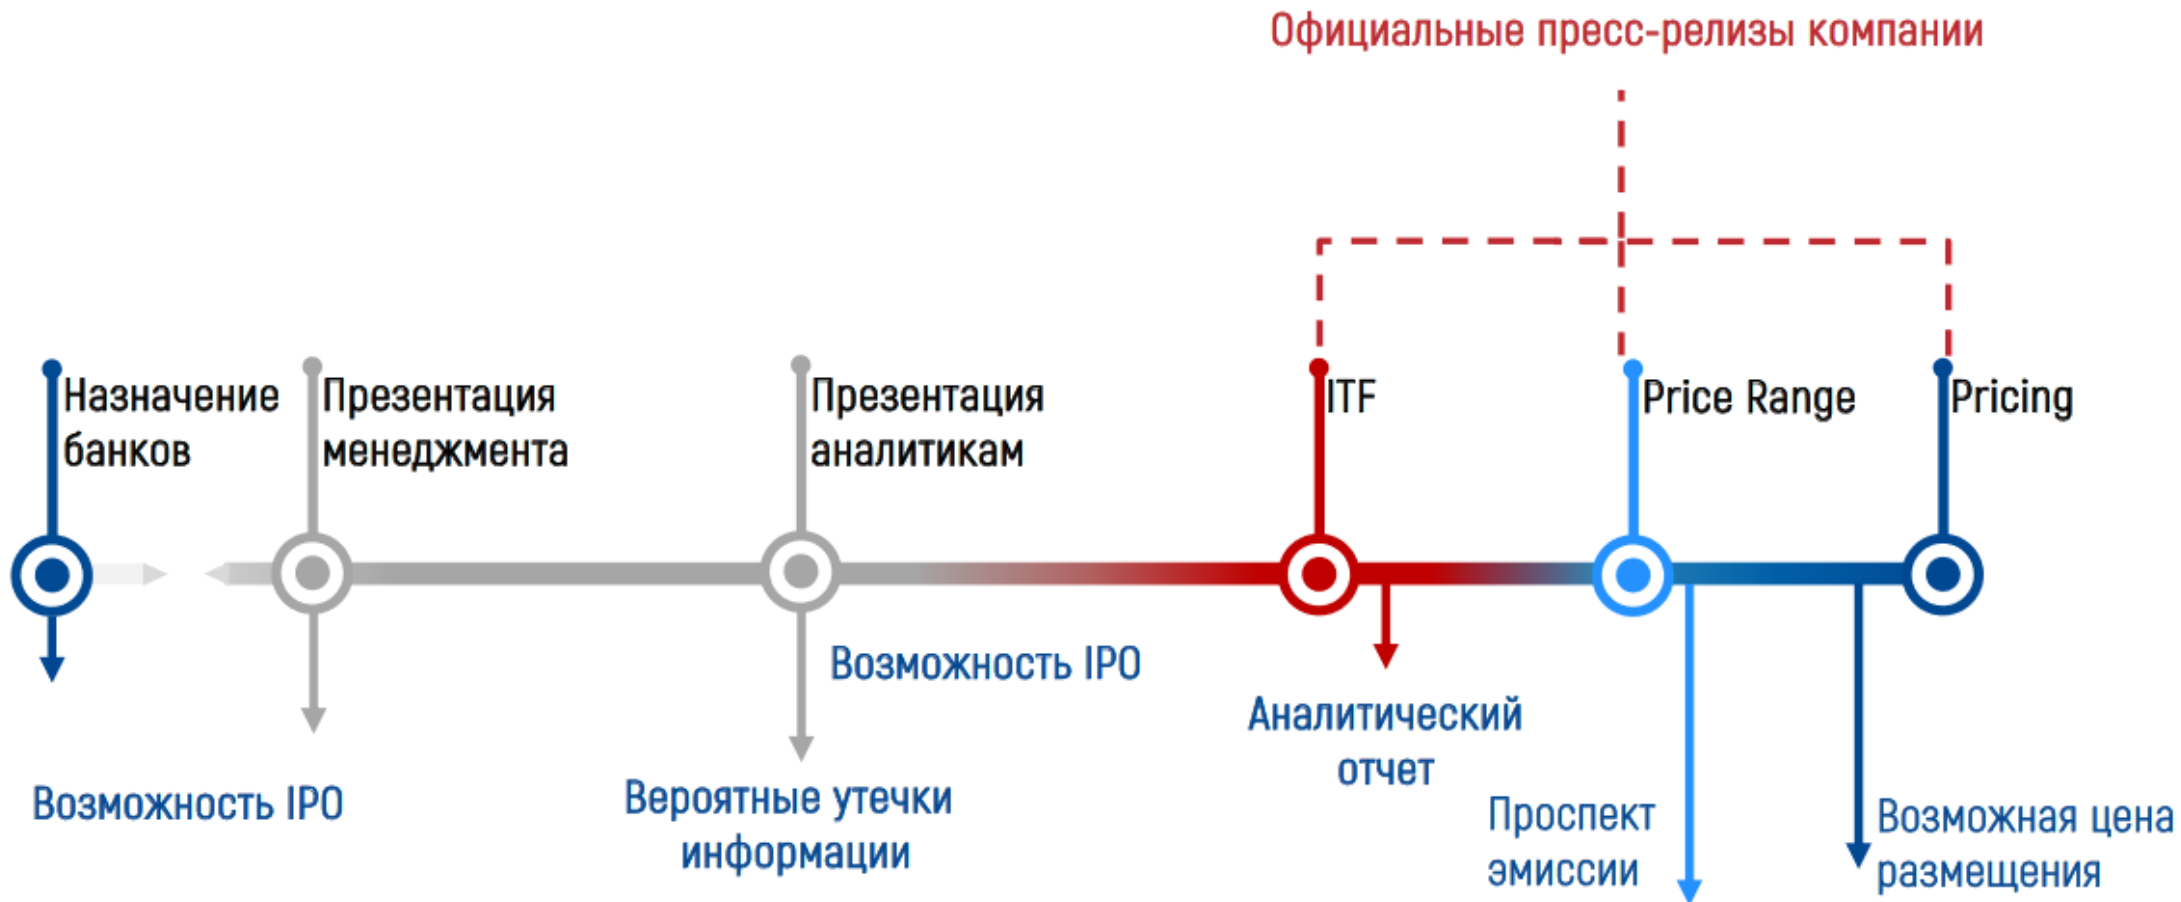 Официальные пресс-релизы компании
Назначение
банков
Презентация
менеджмента
Презентация
аналитикам
ITF
Price Range
Pricing
Возможность IPO
Вероятные утечки
информации
Возможность IPO
Аналитический
отчет
Проспект
эмиссии
Возможная цена
размещения